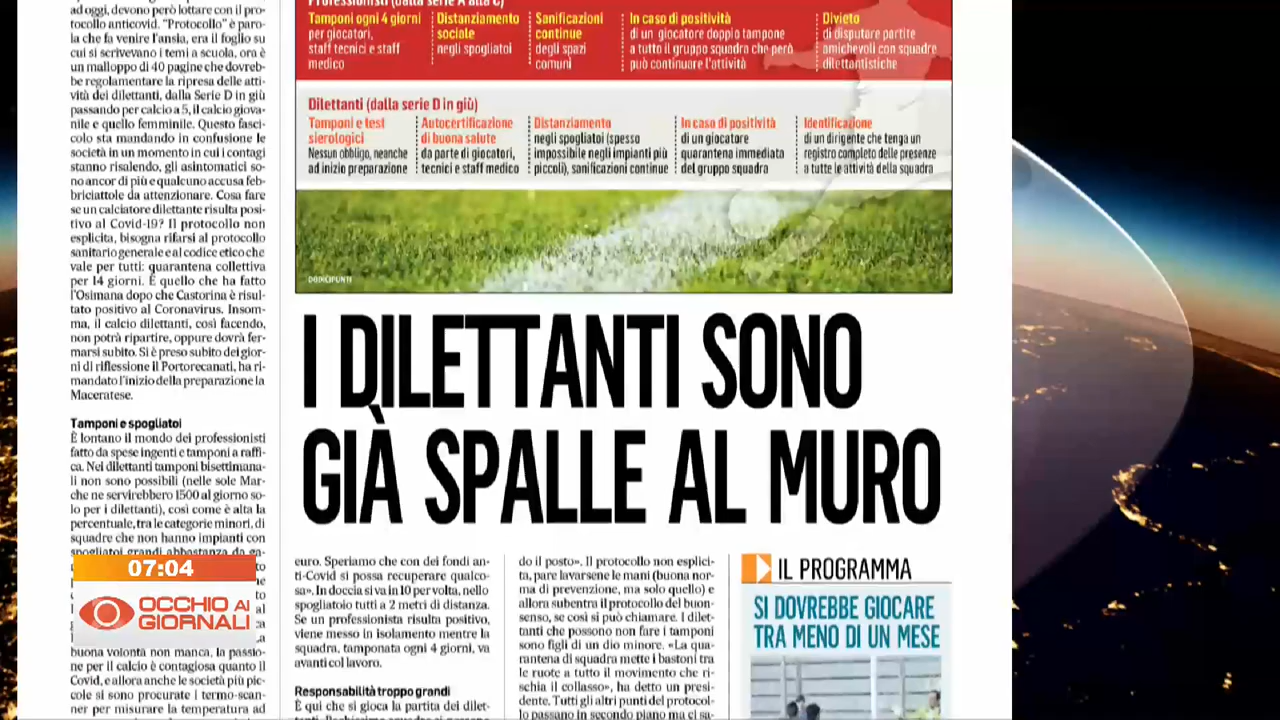 ad oggi, devono però lottare con il pro-
tocollo anticovid. "Protocollo" è paro-
la che fa venire l'ansia, era il foglio su
cui si scrivevano i temi a scuola, ora è
un malloppo di 40 pagine che dovreb-
be regolamentare la ripresa delle atti-
vità dei dilettanti, dalla Serie D in giù
passando per calcio a 5, il calcio giova-
nile e quello femminile. Questo fasci-
colo sta mandando in confusione le
società in un momento in cui i contagi
stanno risalendo, gli asintomatici so-
no ancor di più e qualcuno accusa feb-
briciattole da attenzionare. Cosa fare
se un calciatore dilettante risulta posi-
tivo al Covid-19? Il protocollo non
esplicita, bisogna rifarsi al protocollo
sanitario generale e al codice etico che
vale per tutti: quarantena collettiva
per 14 giorni. È quello che ha fatto
l'Osimana dopo che Castorina è risul-
tato positivo al Coronavirus. Insom-
ma, il calcio dilettanti, così facendo,
non potrà ripartire, oppure dovrà fer-
marsi subito. Si è preso subito dei gior-
ni di riflessione il Portorecanati, ha ri-
mandato l'inizio della preparazione la
Maceratese.
Tamponi e spogliatoi
È lontano il mondo dei professionisti
fatto da spese ingenti e tamponi a raffi-
ca. Nei dilettanti tamponi bisettimana-
li non sono possibili (nelle sole Mar-
che ne servirebbero 1500 al giorno so-
lo per i dilettanti), così come è alta la
percentuale, tra le categorie minori, di
squadre che non hanno impianti con
spogliatoi grandi abbastanza da
07:04
OCCHIO AI
GIORNALI
buona volontà non manca, la passio-
ne per il calcio è contagiosa quanto il
Covid, e allora anche le società più pic-
cole si sono procurate i termo-scan-
ner per misurare la temperatura ad
Professionisti (dalla serie A alla C)
Tamponi ogni 4 giorni
per giocatori,
staff tecnici e staff
medico
Distanziamento
sociale
negli spogliatoi
Sanificazioni
continue
degli spazi
comuni
In caso di positività
di un giocatore doppio tampone
a tutto il gruppo squadra che però
può continuare l'attività
Divieto
di disputare partite
amichevoli con squadre
dilettantistiche
Dilettanti (dalla serie D in giù)
Tamponi e test
sierologici
Nessun obbligo, neanche
ad inizio preparazione
Autocertificazione
di buona salute
da parte di giocatori,
tecnici e staff medico
Distanziamento
negli spogliatoi (spesso
impossibile negli impianti più
piccoli), sanificazioni continue
In caso di positività
di un giocatore
quarantena immediata
del gruppo squadra
Identificazione
di un dirigente che tenga un
registro completo delle presenze
a tutte le attività della squadra
I DILETTANTI SONO
GIÀ SPALLE AL MURO
euro. Speriamo che con dei fondi an-
ti-Covid si possa recuperare qualco-
sa». In doccia si va in 10 per volta, nello
spogliatoio tutti a 2 metri di distanza.
Se un professionista risulta positivo,
viene messo in isolamento mentre la
squadra, tamponata ogni 4 giorni, va
avanti col lavoro.
Responsabilità troppo grandi
È qui che si gioca la partita dei dilet-
do il posto». Il protocollo non esplici-
ta, pare lavarsene le mani (buona nor-
ma di prevenzione, ma solo quello) e
allora subentra il protocollo del buon-
senso, se così si può chiamare. I dilet-
tanti che possono non fare i tamponi
sono figli di un dio minore. «La qua-
rantena di squadra mette i bastoni tra
le ruote a tutto il movimento che ri-
schia il collasso», ha detto un presi-
dente. Tutti gli altri punti del protocol-
lo passano in secondo piano ma ci sa-
IL PROGRAMMA
SI DOVREBBE GIOCARE
TRA MENO DI UN MESE